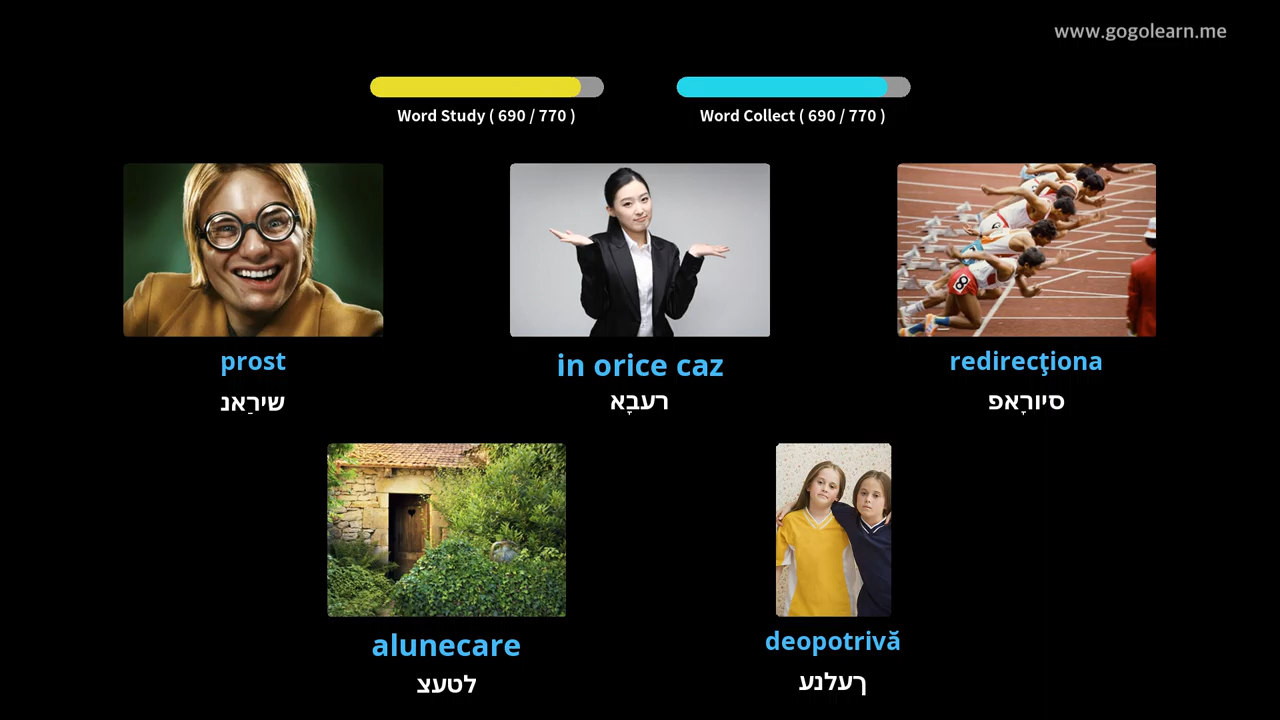 www.gogolearn.me
Word Study ( 690 / 770 )
Word Collect ( 690 / 770 )
prost
שירַאנ
in orice caz
רעבָא
redirecţiona
סיורָאפ
alunecare
לטעצ
deopotrivă
ךעלנע